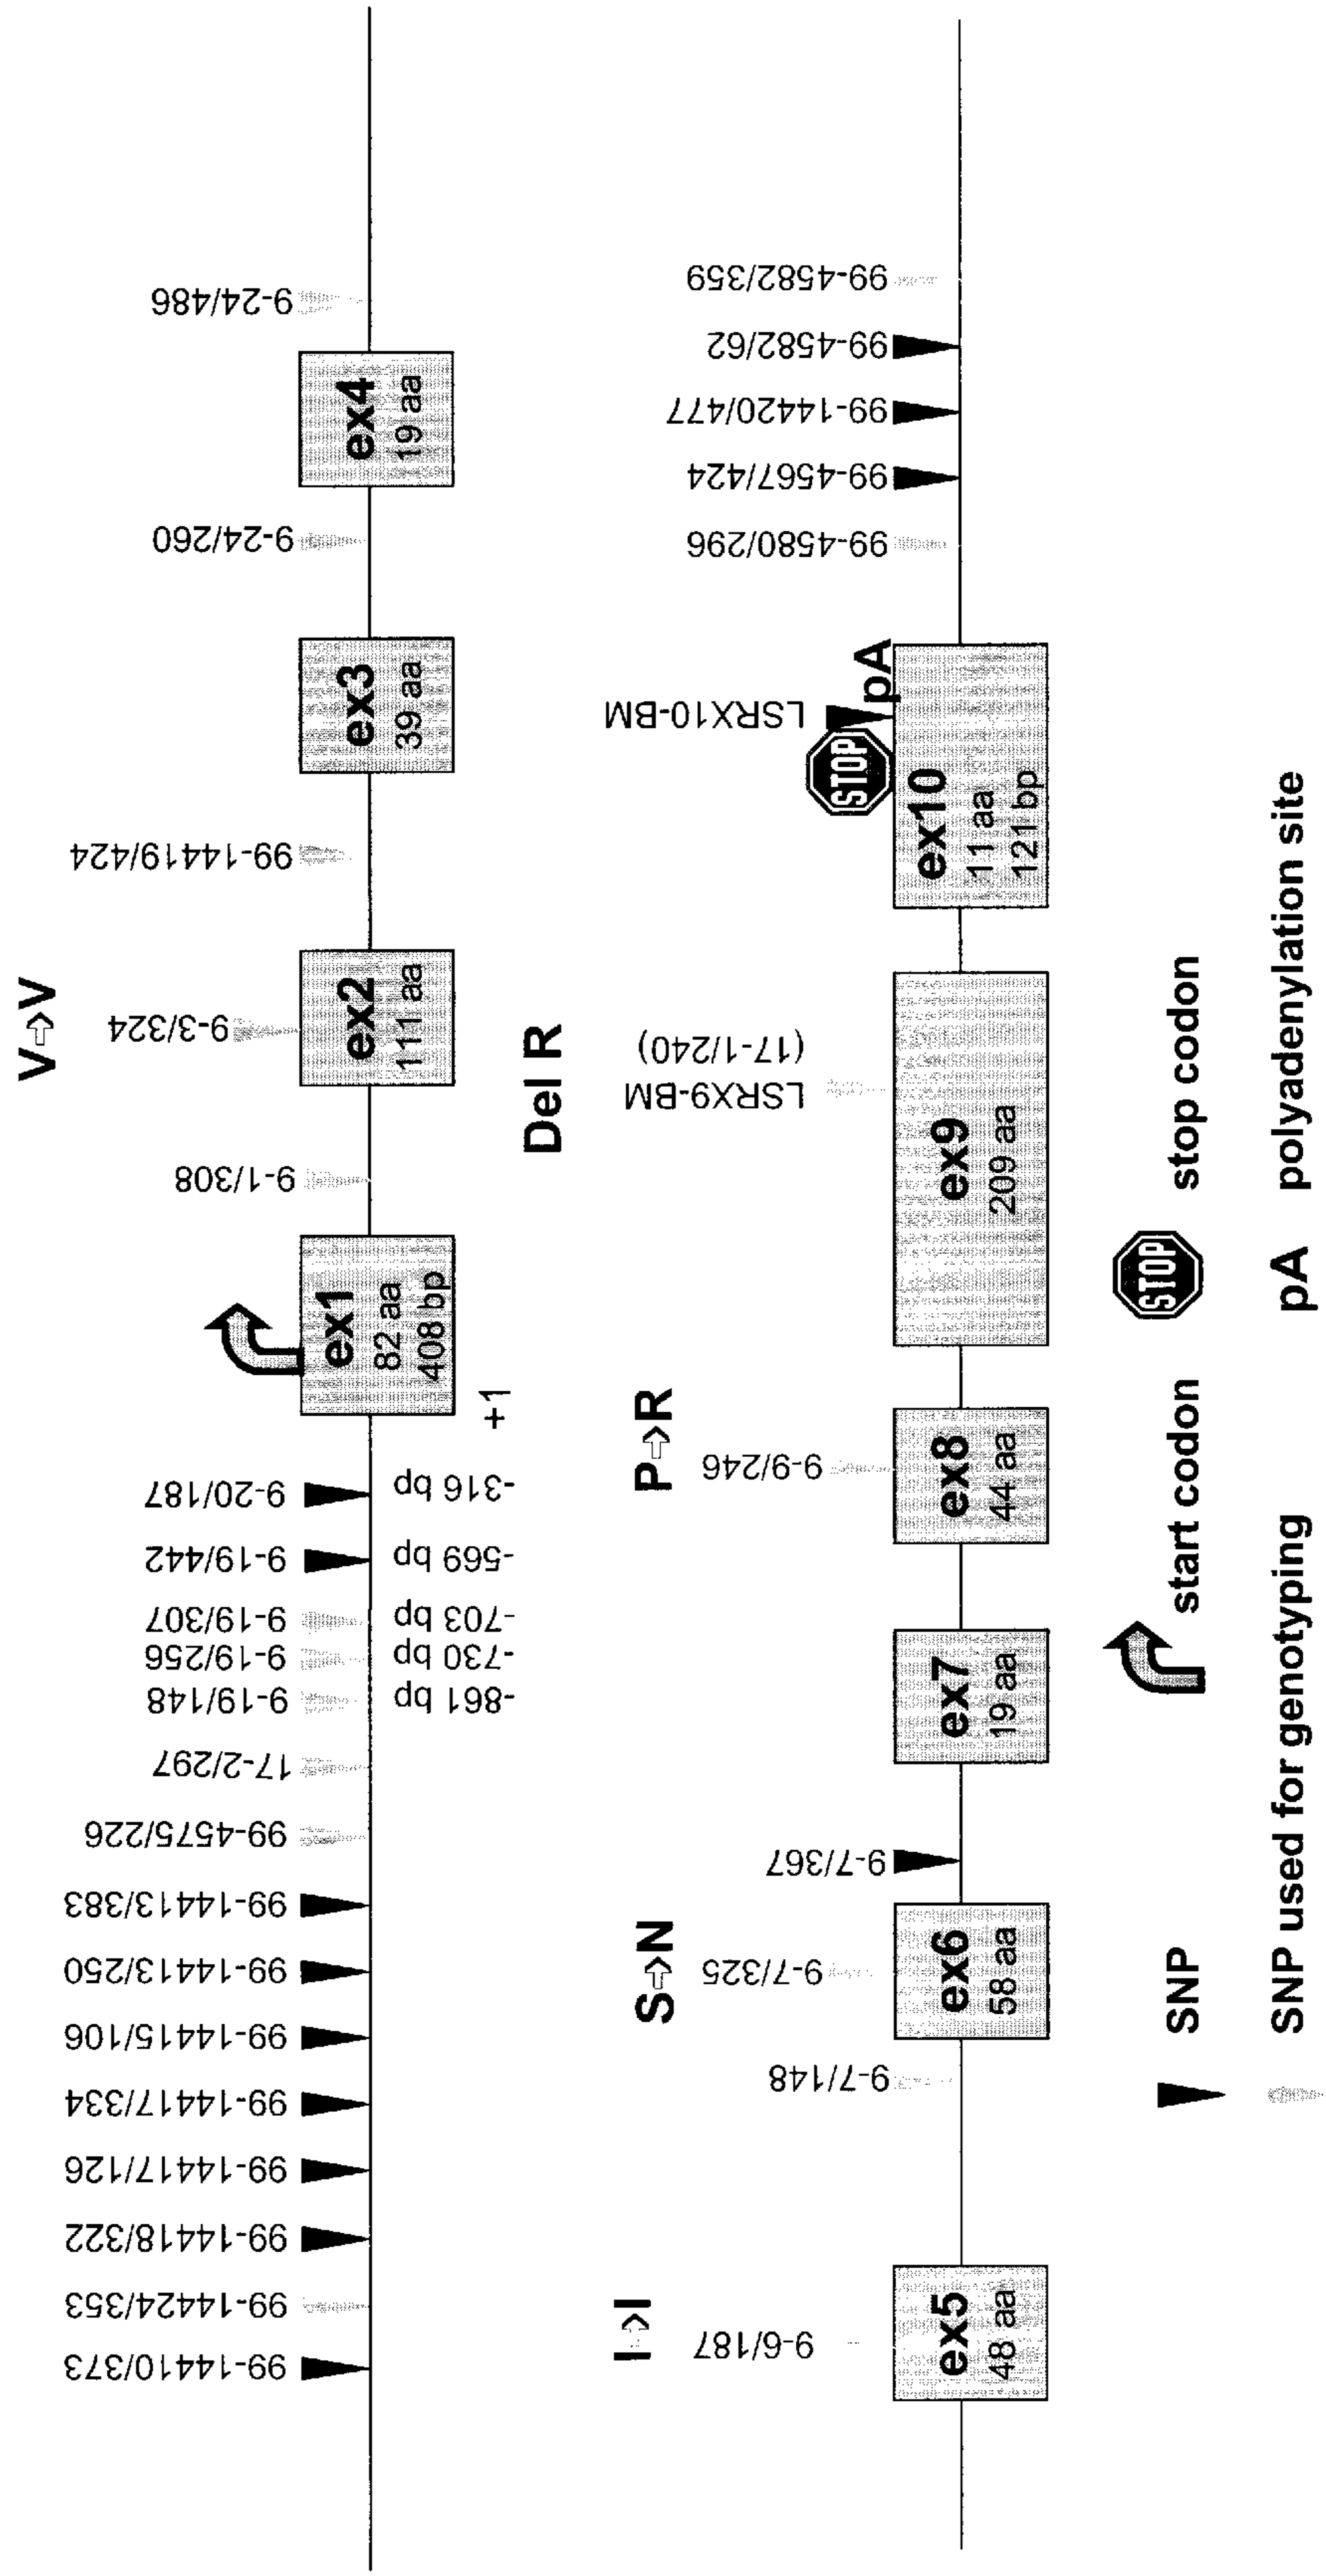 V⇨V
99-14410/373
99-14424/353
99-14418/322
99-14417/126
99-14417/334
99-14415/106
99-14413/250
99-14413/383
99-4575/226
17-2/297
9-19/148
9-19/256
9-19/307
9-19/442
9-20/187
9-1/308
9-3/324
99-14419/424
9-24/260
9-24/486
ex1
82 aa
408 bp
ex2
111 aa
ex3
39 aa
ex4
19 aa
-861 bp
-730 bp
-703 bp
-569 bp
-316 bp
+1
I⇨I
S⇨N
P⇨R
Del R
9-6/187
9-7/148
9-7/325
9-7/367
9-9/246
LSRX9-BM
(17-1/240)
LSRX10-BM
99-4580/296
99-4567/424
99-14420/477
99-4582/62
99-4582/359
STOP
pA
ex5
48 aa
ex6
58 aa
ex7
19 aa
ex8
44 aa
ex9
209 aa
ex10
11 aa
121 bp
SNP
start codon
STOP
stop codon
SNP used for genotyping
pA
polyadenylation site